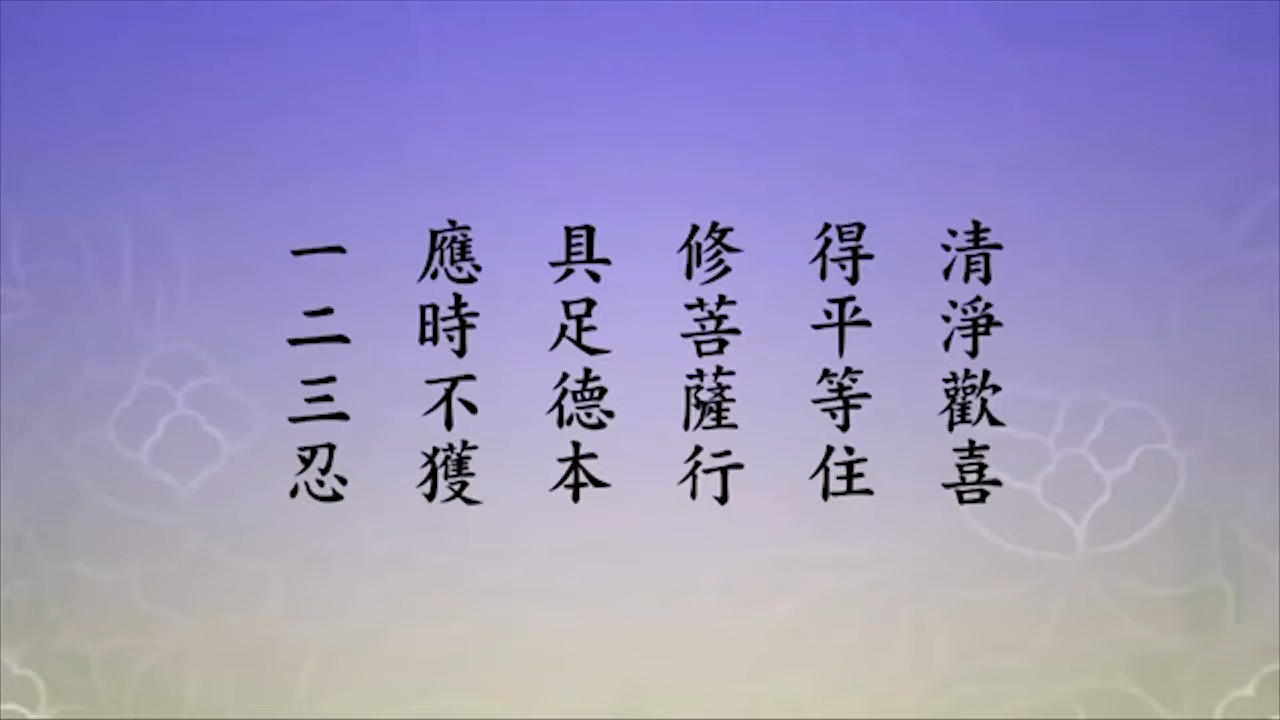 清淨歡喜
得平等住
修菩薩行
具足德本
應時不獲
一二三忍